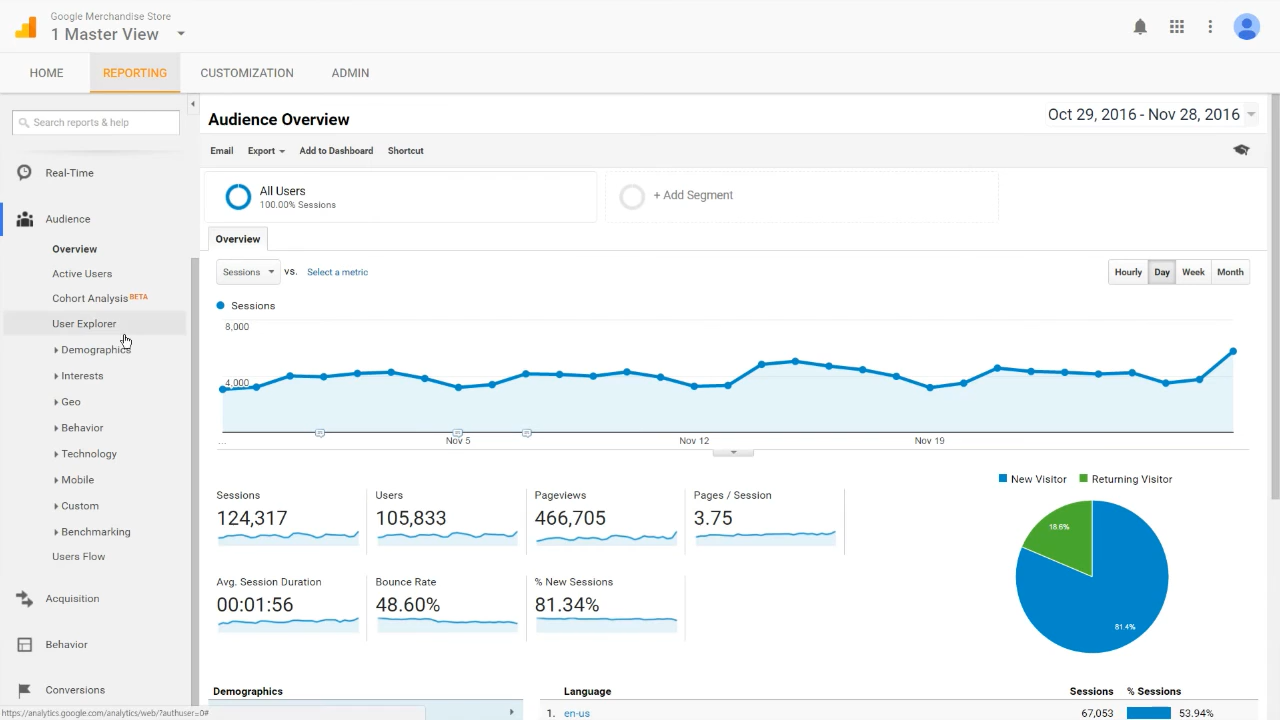 Google Merchandise Store
1 Master View
HOME
REPORTING
CUSTOMIZATION
ADMIN
Search reports & help
Real-Time
Audience
Overview
Active Users
Cohort Analysis BETA
User Explorer
Demographics
Interests
Geo
Behavior
Technology
Mobile
Custom
Benchmarking
Users Flow
Acquisition
Behavior
Conversions
https://analytics.google.com/analytics/web/?authuser=0#
Audience Overview
Oct 29, 2016 - Nov 28, 2016
Email
Export
Add to Dashboard
Shortcut
All Users
100.00% Sessions
+ Add Segment
Overview
Sessions
vs.
Select a metric
Hourly
Day
Week
Month
Sessions
8,000
4,000
...
Nov 5
Nov 12
Nov 19
Sessions
124,317
Users
105,833
Pageviews
466,705
Pages / Session
3.75
Avg. Session Duration
00:01:56
Bounce Rate
48.60%
% New Sessions
81.34%
New Visitor
Returning Visitor
18.6%
81.4%
Demographics
Language
Sessions
% Sessions
1. en-us
67,053
53.94%